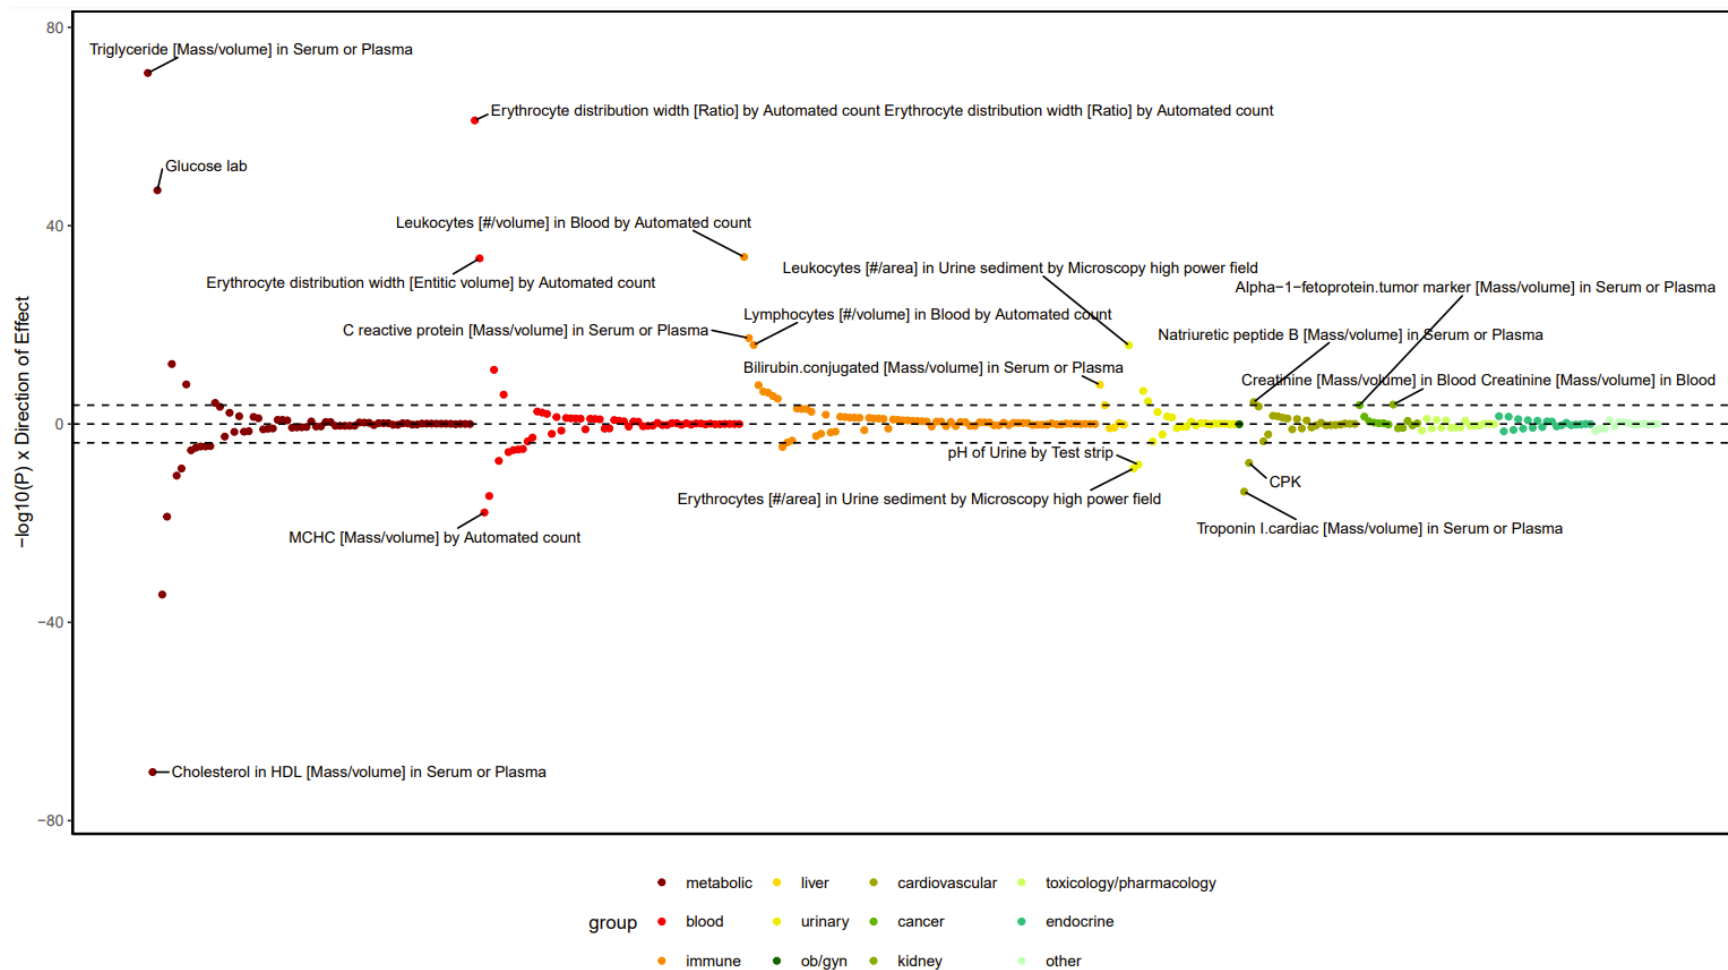 80
Triglyceride [Mass/volume] in Serum or Plasma
Erythrocyte distribution width [Ratio] by Automated count Erythrocyte distribution width [Ratio] by Automated count
Glucose lab
40
Leukocytes [#/volume] in Blood by Automated count
Leukocytes [#/area] in Urine sediment by Microscopy high power field
Erythrocyte distribution width [Entitic volume] by Automated count
Alpha−1−fetoprotein.tumor marker [Mass/volume] in Serum or Plasma
Lymphocytes [#/volume] in Blood by Automated count
C reactive protein [Mass/volume] in Serum or Plasma
Natriuretic peptide B [Mass/volume] in Serum or Plasma
Bilirubin.conjugated [Mass/volume] in Serum or Plasma
Creatinine [Mass/volume] in Blood Creatinine [Mass/volume] in Blood
−log10(P) x Direction of Effect
0
pH of Urine by Test strip
CPK
Erythrocytes [#/area] in Urine sediment by Microscopy high power field
Troponin I.cardiac [Mass/volume] in Serum or Plasma
MCHC [Mass/volume] by Automated count
−40
Cholesterol in HDL [Mass/volume] in Serum or Plasma
−80
group
metabolic
blood
immune
liver
urinary
ob/gyn
cardiovascular
cancer
kidney
toxicology/pharmacology
endocrine
other